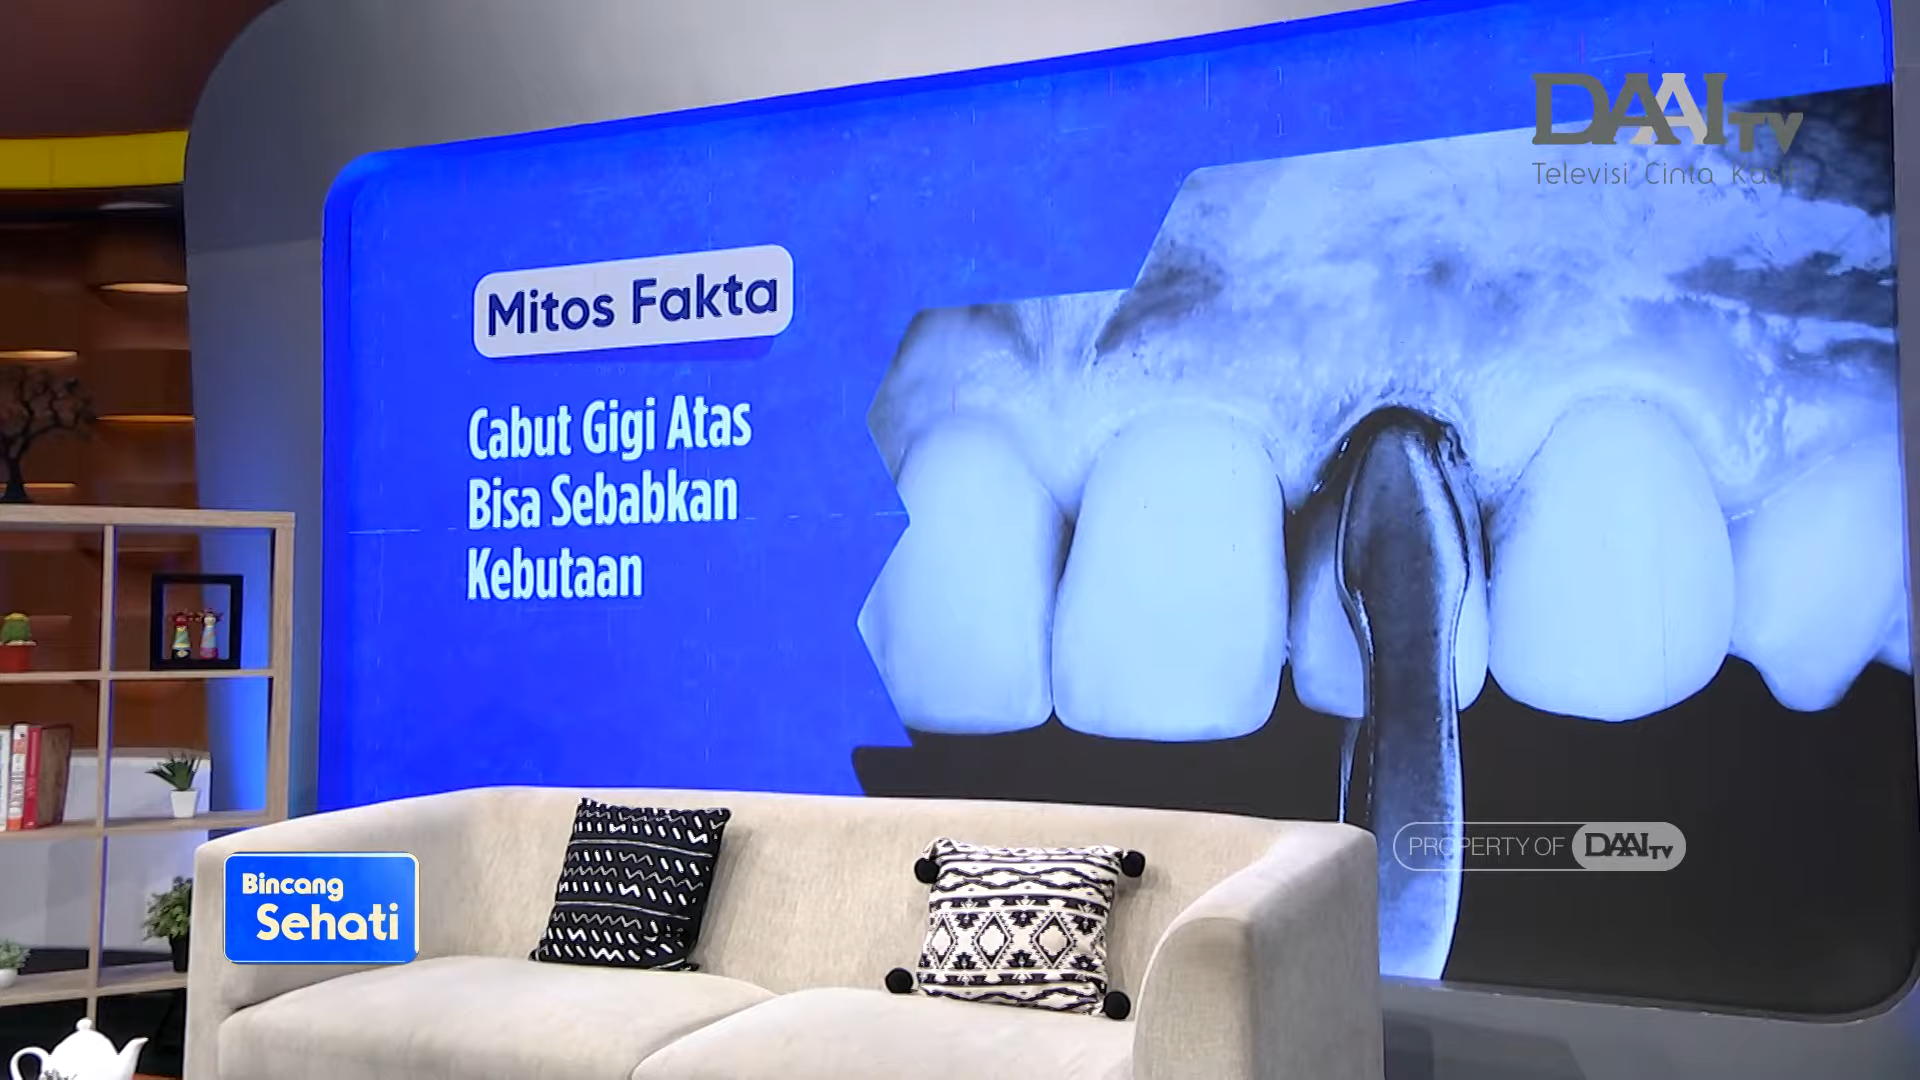 DAAI TV
Televisi Cinta Kasih
Mitos Fakta
Cabut Gigi Atas
Bisa Sebabkan
Kebutaan
PROPERTY OF DAAI TV
Bincang
Sehati